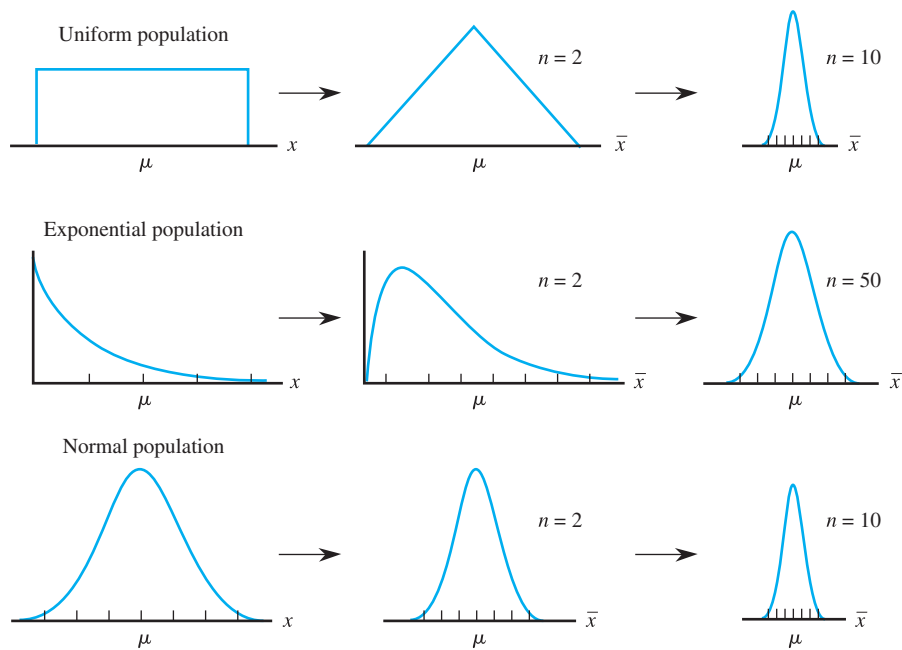 Uniform population
n = 2
n = 10
x
x̄
x̄
μ
μ
μ
Exponential population
n = 2
n = 50
x
x̄
x̄
μ
μ
μ
Normal population
n = 2
n = 10
x
x̄
x̄
μ
μ
μ